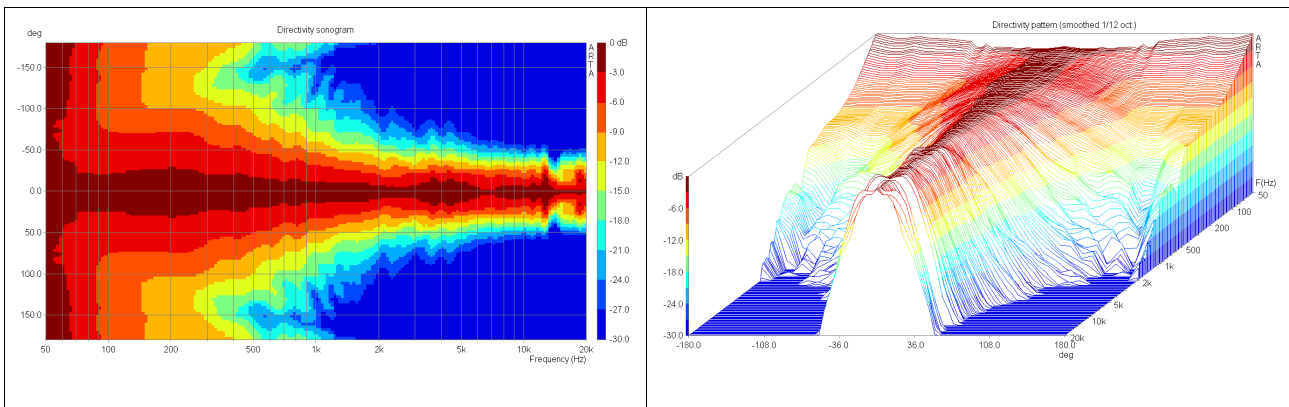 Directivity sonogram
deg
-150.0
-100.0
-50.0
0.0
50.0
100.0
150.0
50 100 200 500 1k 2k 5k 10k 20k
Frequency (Hz)
0 dB
-3.0
-6.0
-9.0
-12.0
-15.0
-18.0
-21.0
-24.0
-27.0
-30.0
A
R
T
A
Directivity pattern (smoothed 1/12 oct.)
A
R
T
A
dB
-6.0
-12.0
-18.0
-24.0
-30.0
-180.0 -108.0 -36.0 36.0 108.0 180.0
deg
F(Hz)
50
100
200
500
1k
2k
5k
10k
20k